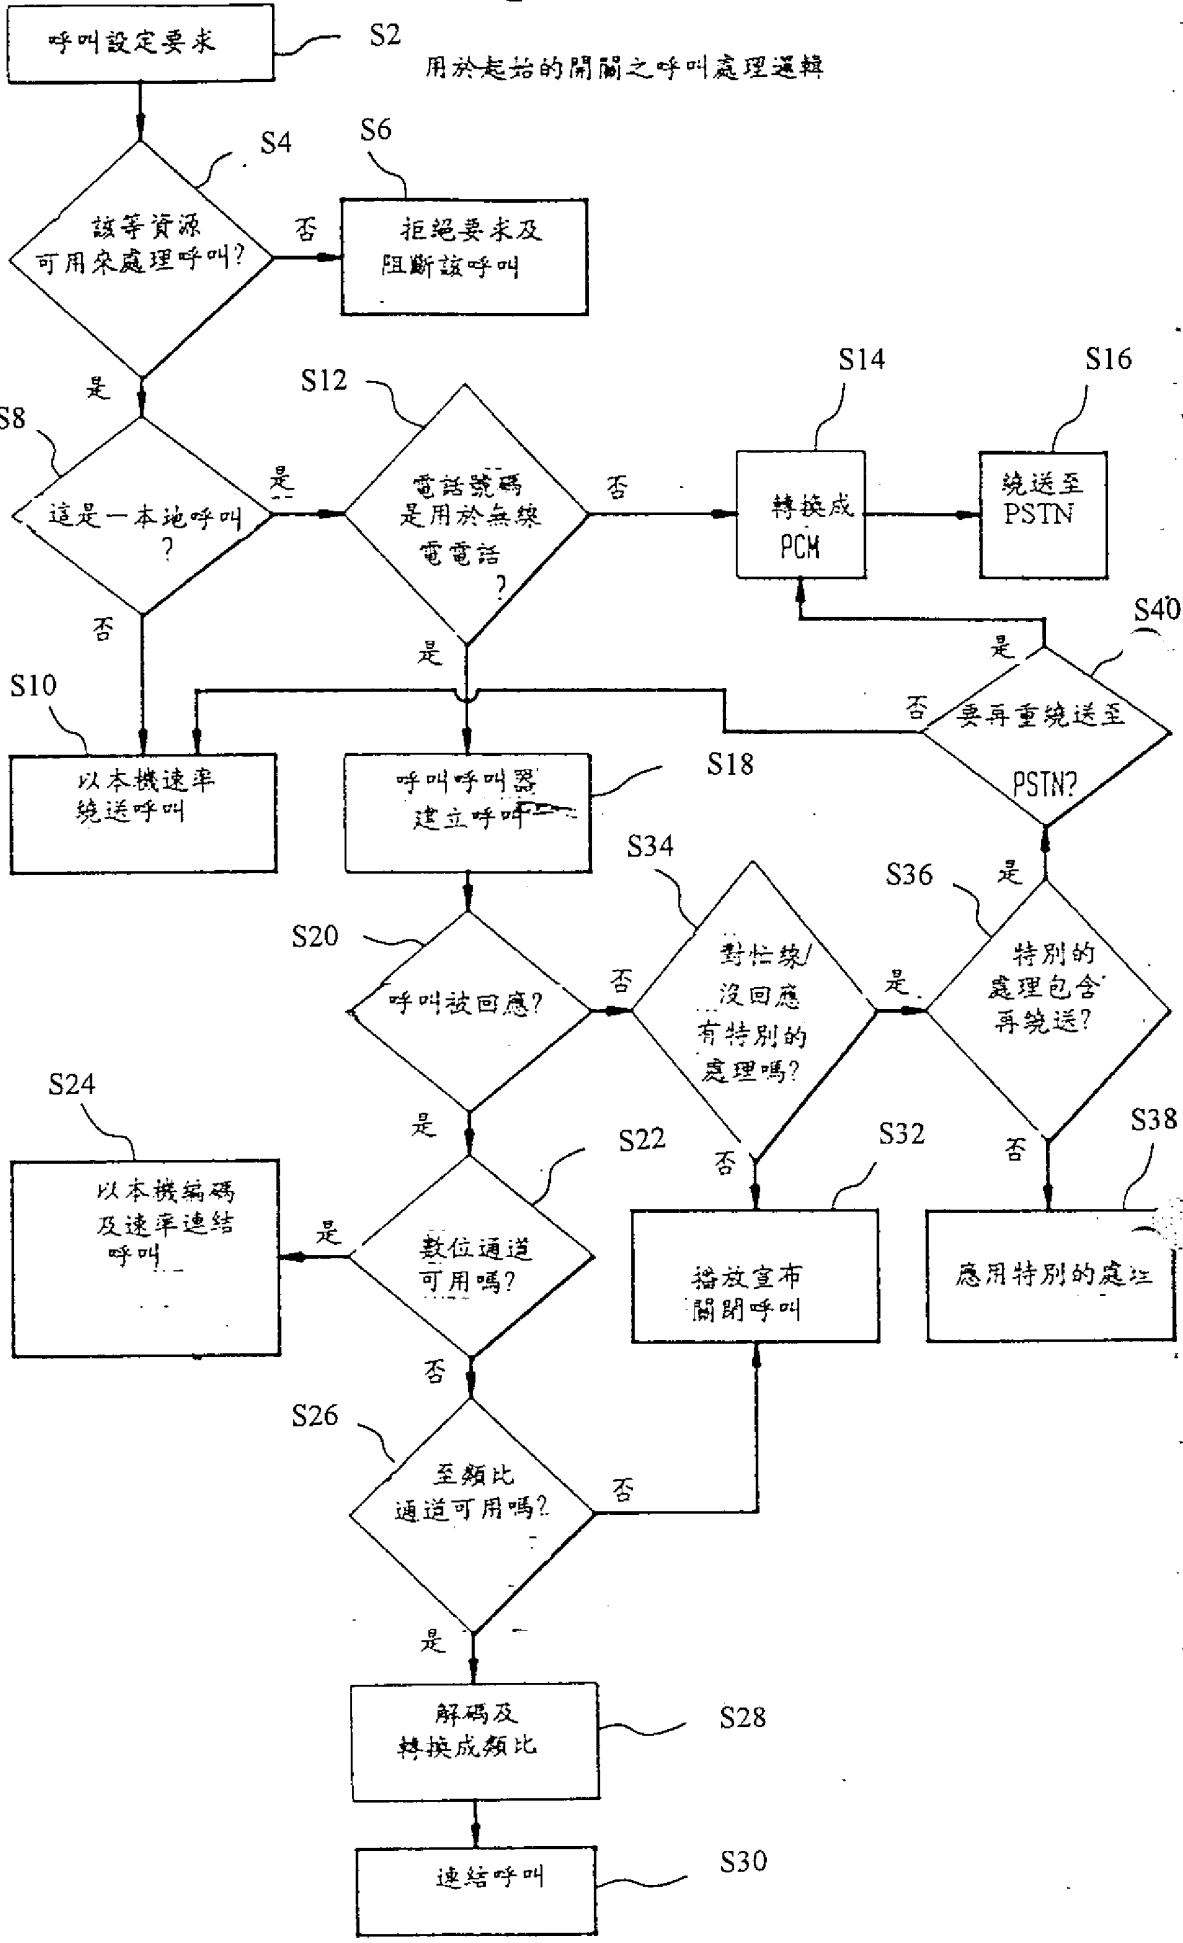 呼叫設定要求
S2
用於起始的開關之呼叫處理邏輯
S4
S6
該等資源
可用來處理呼叫?
否
拒絕要求及
阻斷該呼叫
是
S8
S12
S14
S16
這是一本地呼叫
?
是
電話號碼
是用於無線
電電話
?
否
轉換成
PCM
繞送至
PSTN
否
是
S40
是
S10
否
要再重繞送至
PSTN?
以本機速率
繞送呼叫
S18
呼叫呼叫器
建立呼叫
S34
S36
是
S20
呼叫被回應?
否
對忙線/
沒回應
有特別的
處理嗎?
是
特別的
處理包含
再繞送?
S24
是
S22
否
S32
否
S38
以本機編碼
及速率連結
呼叫
是
數位通道
可用嗎?
播放宣布
關閉呼叫
應用特別的處理
否
S26
至類比
通道可用嗎?
否
是
解碼及
轉換成類比
S28
連結呼叫
S30